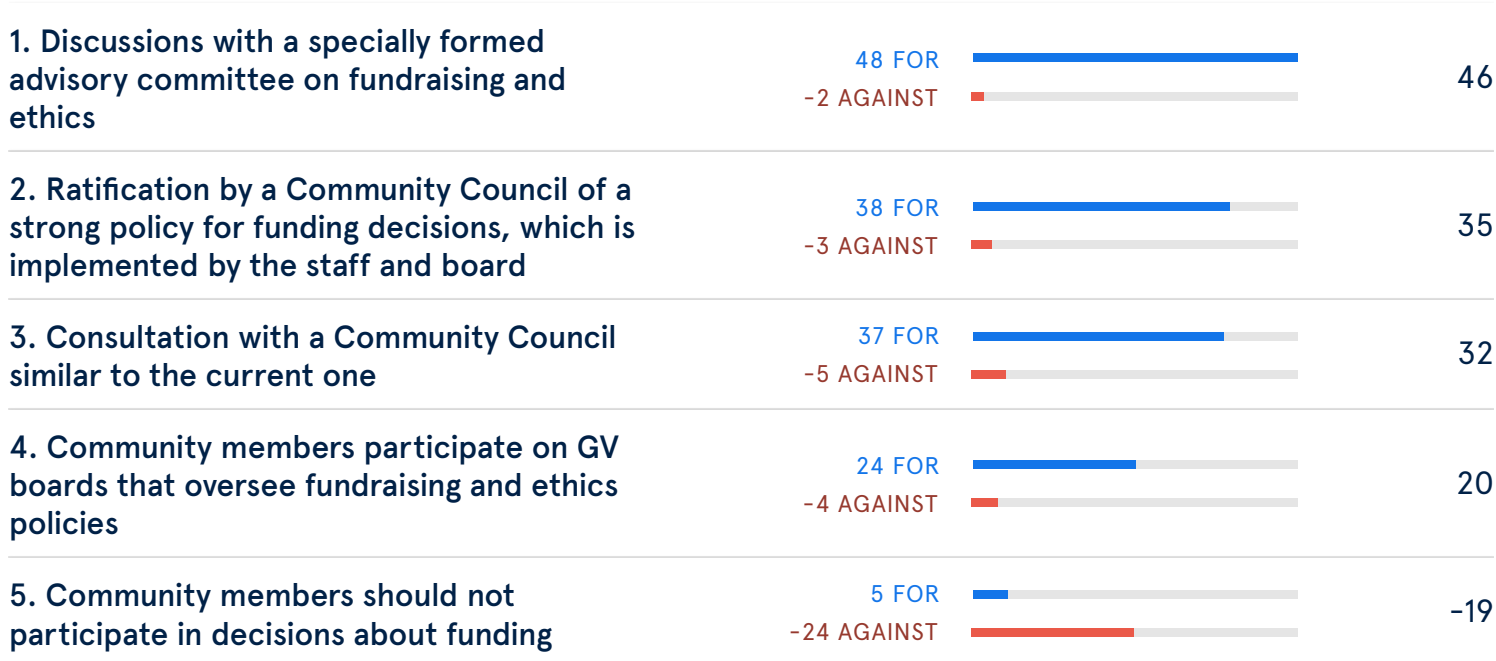 1. Discussions with a specially formed
advisory committee on fundraising and
ethics
48 FOR
-2 AGAINST
46
2. Ratification by a Community Council of a
strong policy for funding decisions, which is
implemented by the staff and board
38 FOR
-3 AGAINST
35
3. Consultation with a Community Council
similar to the current one
37 FOR
-5 AGAINST
32
4. Community members participate on GV
boards that oversee fundraising and ethics
policies
24 FOR
-4 AGAINST
20
5. Community members should not
participate in decisions about funding
5 FOR
-24 AGAINST
-19